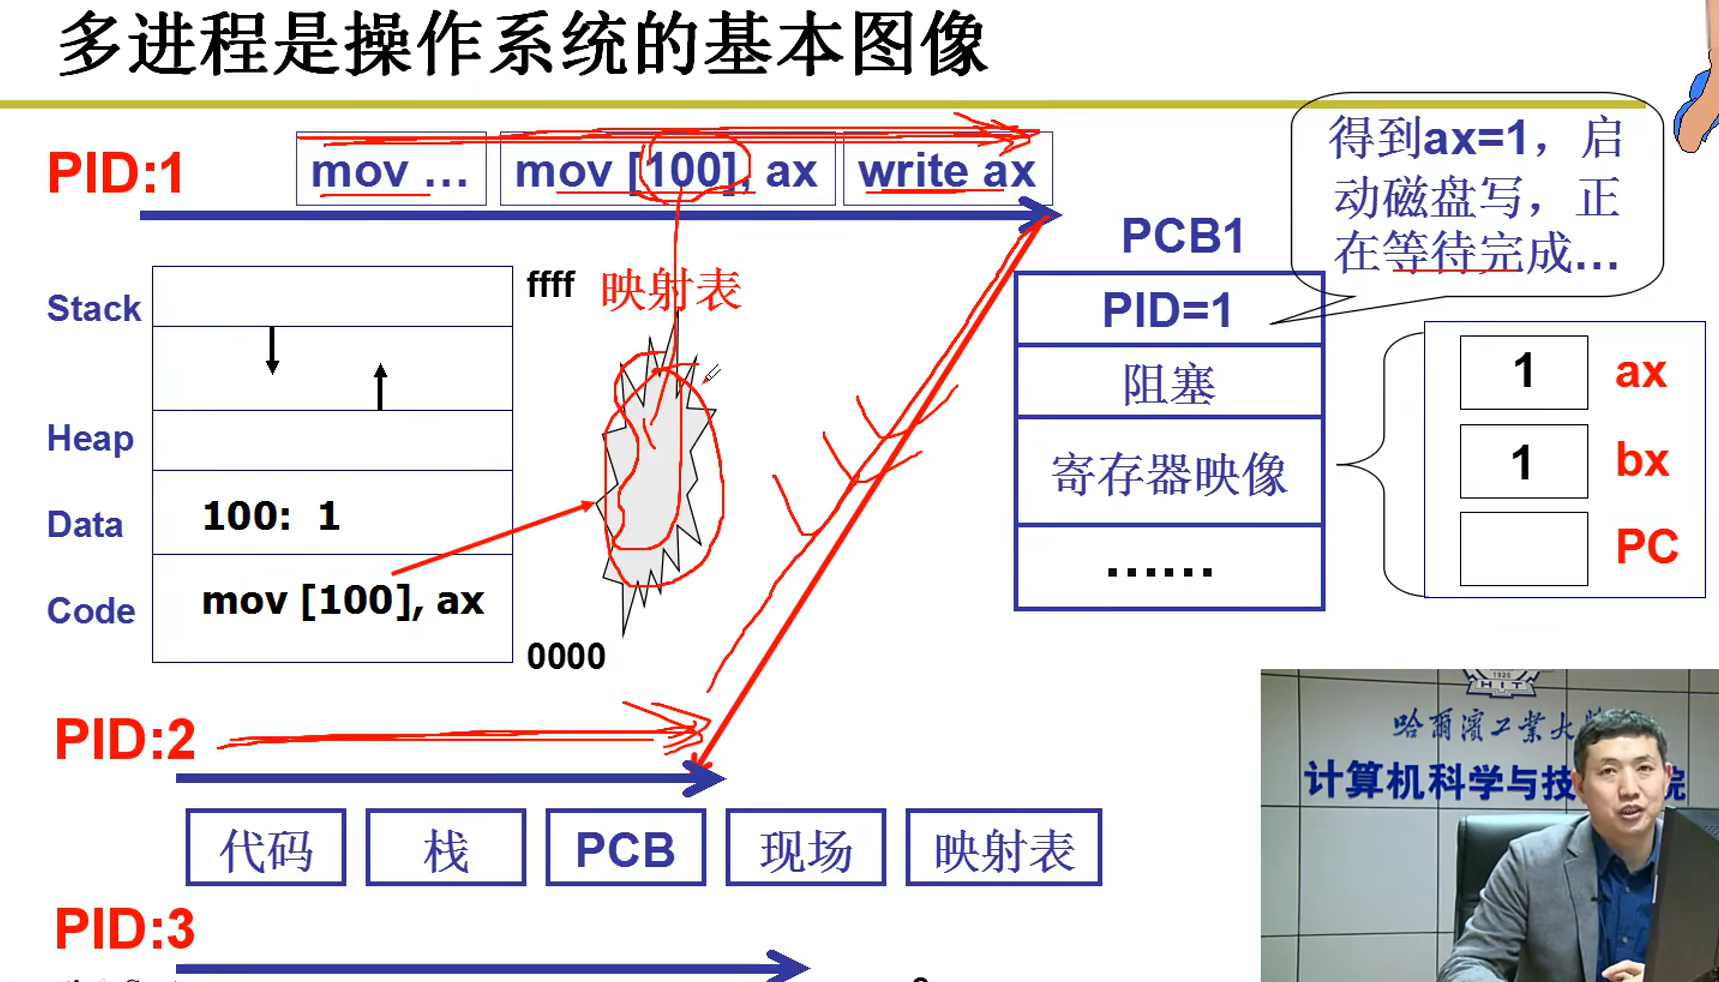 多进程是操作系统的基本图像
PID:1
mov ...
mov [100], ax
write ax
得到ax=1，启
动磁盘写，正
在等待完成...
PCB1
PID=1
阻塞
寄存器映像
......
1 ax
1 bx
PC
Stack
Heap
Data
Code
100: 1
mov [100], ax
ffff
0000
映射表
PID:2
代码
栈
PCB
现场
映射表
PID:3
1920
HIT
哈爾濱工業大
计算机科学与技
院